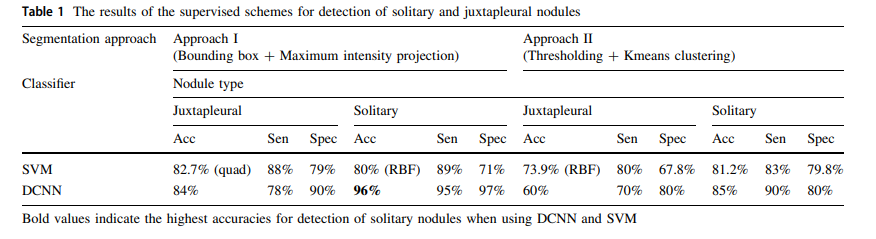 Table 1 The results of the supervised schemes for detection of solitary and juxtapleural nodules
Segmentation approach Approach I Approach II
(Bounding box + Maximum intensity projection) (Thresholding + Kmeans clustering)
Classifier Nodule type
Juxtapleural Solitary Juxtapleural Solitary
Acc Sen Spec Acc Sen Spec Acc Sen Spec Acc Sen Spec
SVM 82.7% (quad) 88% 79% 80% (RBF) 89% 71% 73.9% (RBF) 80% 67.8% 81.2% 83% 79.8%
DCNN 84% 78% 90% 96% 95% 97% 60% 70% 80% 85% 90% 80%
Bold values indicate the highest accuracies for detection of solitary nodules when using DCNN and SVM